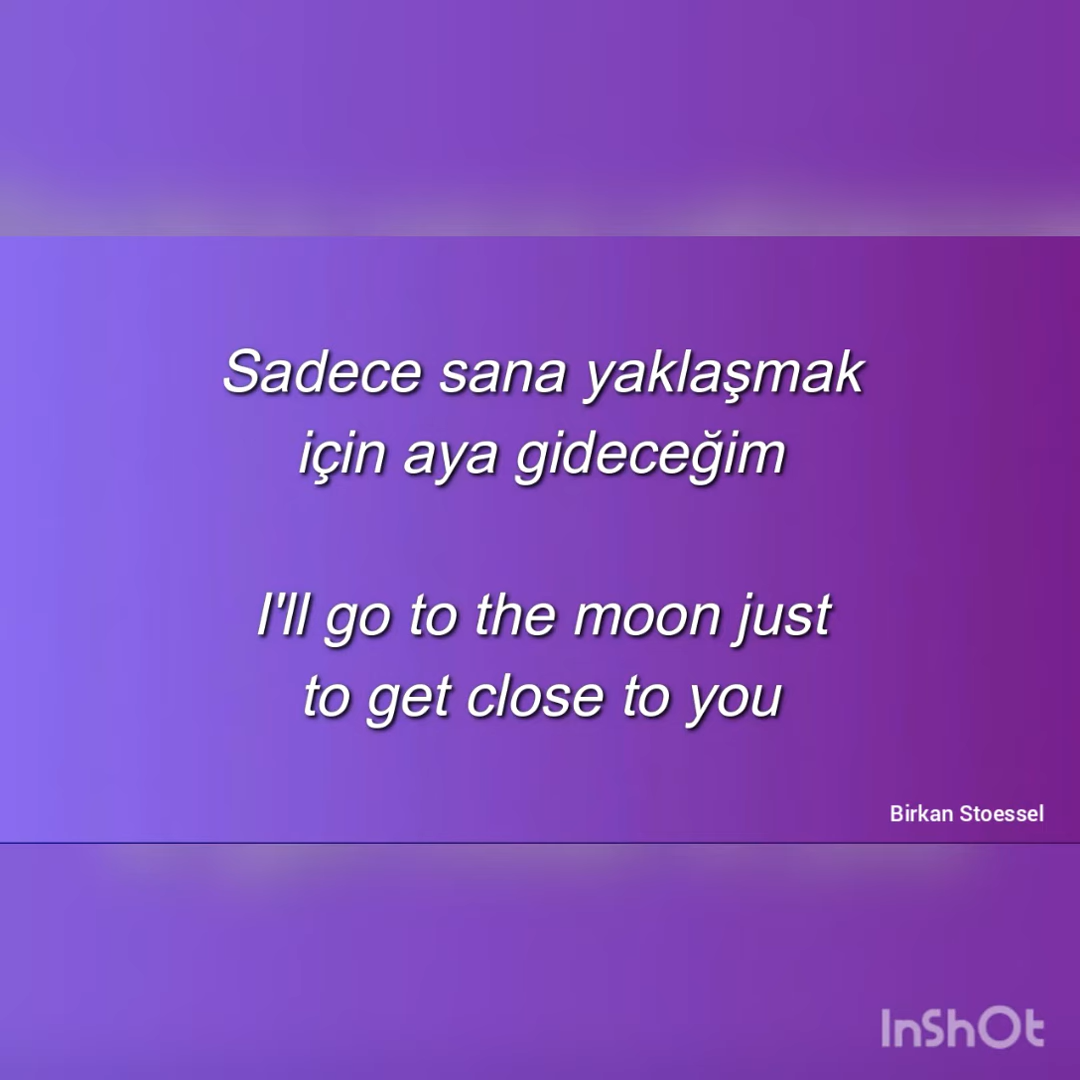 Sadece sana yaklaşmak
için aya gideceğim
I'll go to the moon just
to get close to you
Birkan Stoessel
InShOt